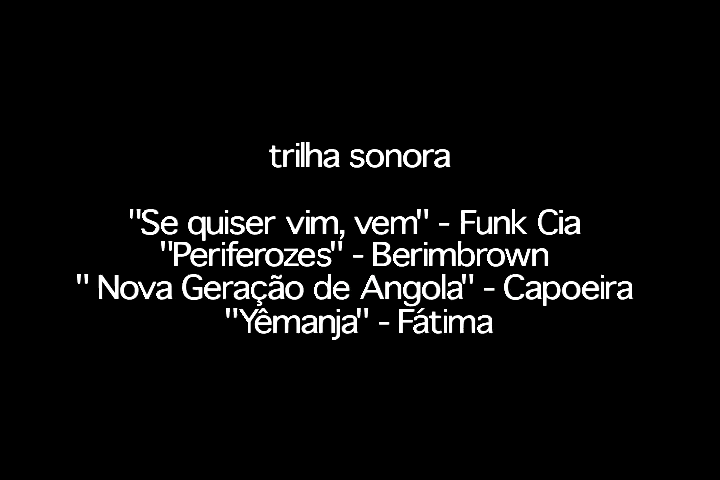 trilha sonora
"Se quiser vim, vem" - Funk Cia
"Periferozes" - Berimbrown
" Nova Geração de Angola" - Capoeira
"Yêmanja" - Fátima